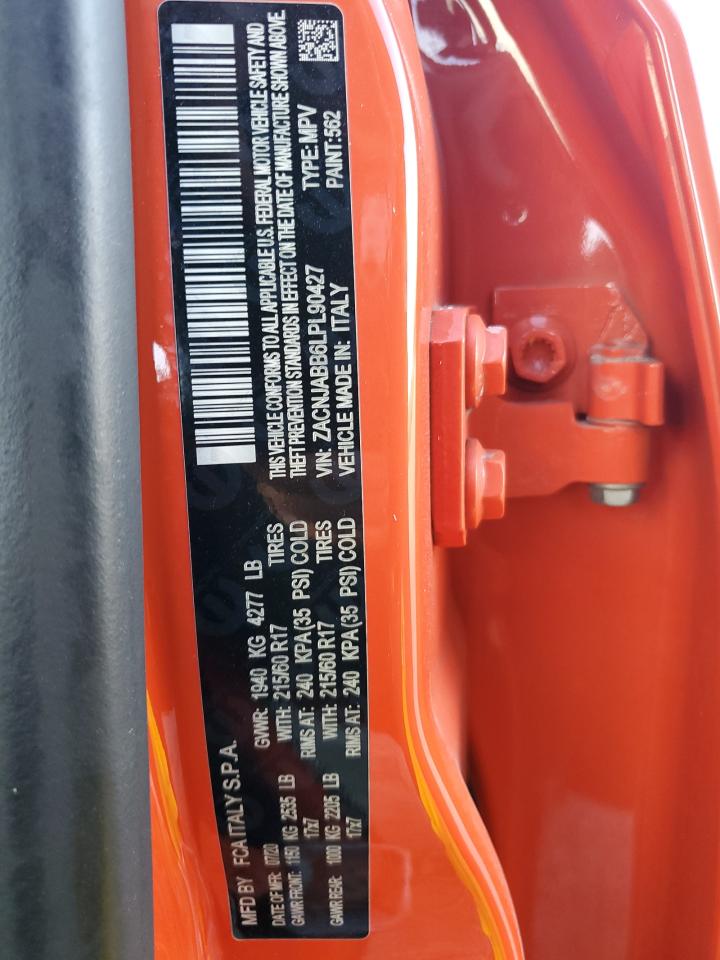 MFD BY FCA ITALY S.P.A.
DATE OF MFR: 07/20 GVWR: 1940 KG 4277 LB
GAWR FRONT: 1150 KG 2535 LB WITH: 215/60 R17 TIRES
17x7 RIMS AT: 240 KPA(35 PSI) COLD
GAWR REAR: 1000 KG 2205 LB WITH: 215/60 R17 TIRES
17x7 RIMS AT: 240 KPA(35 PSI) COLD
THIS VEHICLE CONFORMS TO ALL APPLICABLE U.S. FEDERAL MOTOR VEHICLE SAFETY AND
THEFT PREVENTION STANDARDS IN EFFECT ON THE DATE OF MANUFACTURE SHOWN ABOVE.
VIN: ZACNJABB6LPL90427 TYPE: MPV
VEHICLE MADE IN: ITALY PAINT: 562